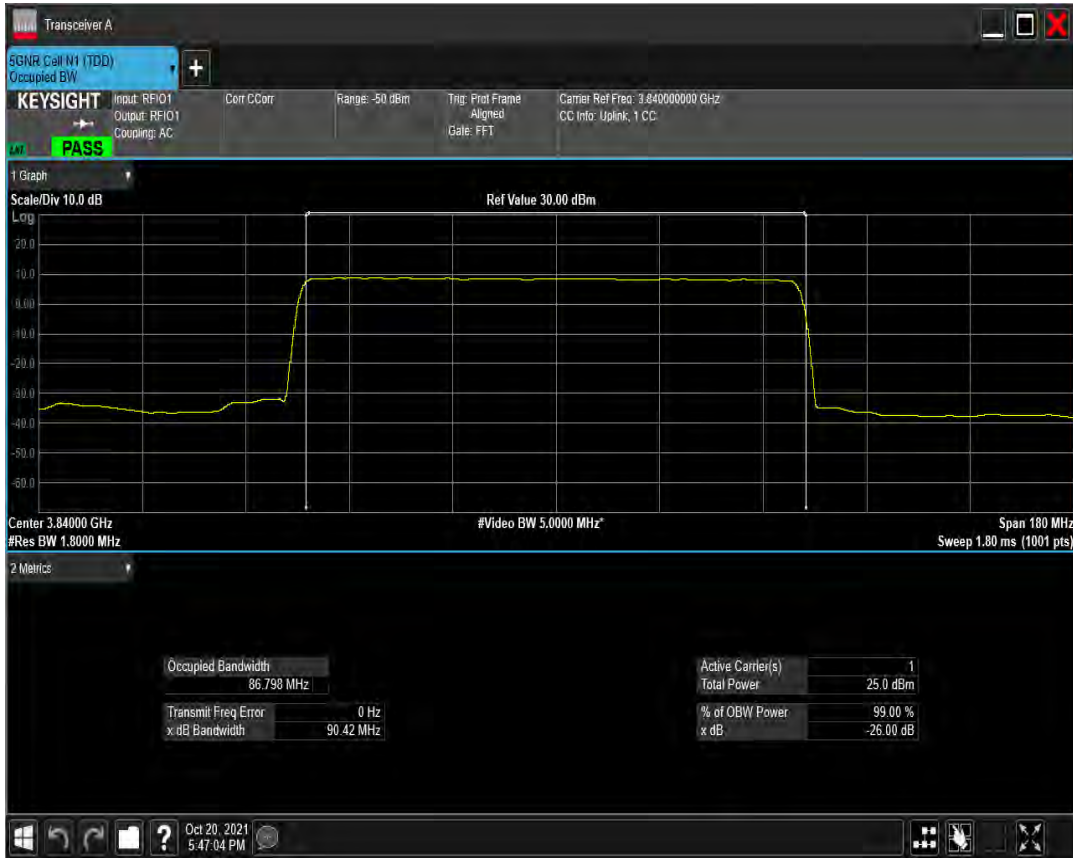 Transceiver A
5GNR Cell N1 (TDD)
Occupied BW
+
KEYSIGHT
Input: RFIO1
Output: RFIO1
Coupling: AC
Corr CCorr
Range: -50 dBm
Trig: Prot Frame
Aligned
Gate: FFT
Carrier Ref Freq: 3.840000000 GHz
CC Info: Uplink, 1 CC
PASS
1 Graph
Scale/Div 10.0 dB
Ref Value 30.00 dBm
Log
20.0
10.0
0.00
-10.0
-20.0
-30.0
-40.0
-50.0
-60.0
Center 3.84000 GHz
#Video BW 5.0000 MHz*
Span 180 MHz
#Res BW 1.8000 MHz
Sweep 1.80 ms (1001 pts)
2 Metrics
Occupied Bandwidth
86.798 MHz
Transmit Freq Error 0 Hz
x dB Bandwidth 90.42 MHz
Active Carrier(s) 1
Total Power 25.0 dBm
% of OBW Power 99.00 %
x dB -26.00 dB
?
Oct 20, 2021
5:47:04 PM